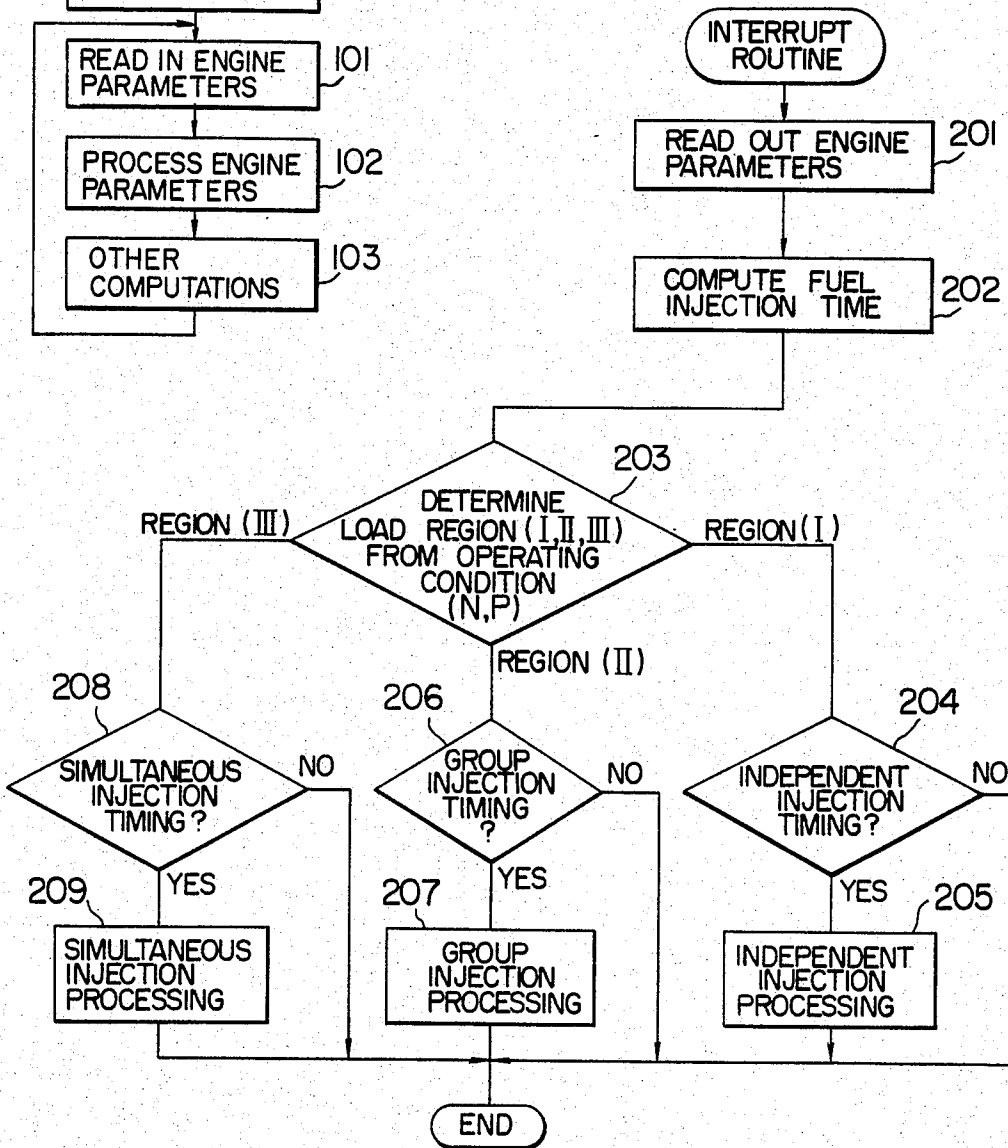 READ IN ENGINE
PARAMETERS
101
PROCESS ENGINE
PARAMETERS
102
OTHER
COMPUTATIONS
103
INTERRUPT
ROUTINE
READ OUT ENGINE
PARAMETERS
201
COMPUTE FUEL
INJECTION TIME
202
203
DETERMINE
LOAD REGION (I,II,III)
FROM OPERATING
CONDITION
(N,P)
REGION (III)
REGION (I)
REGION (II)
208
SIMULTANEOUS
INJECTION
TIMING?
NO
YES
206
GROUP
INJECTION
TIMING
?
NO
YES
204
INDEPENDENT
INJECTION
TIMING?
NO
YES
209
SIMULTANEOUS
INJECTION
PROCESSING
207
GROUP
INJECTION
PROCESSING
205
INDEPENDENT
INJECTION
PROCESSING
END